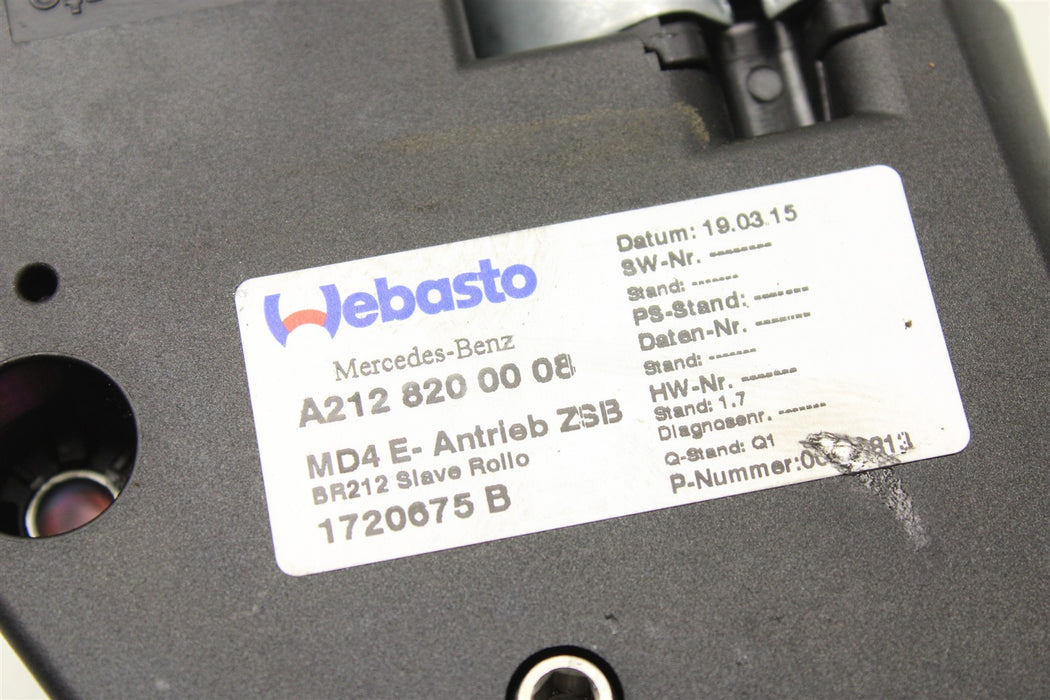 Webasto
Mercedes-Benz
A212 820 00 08
MD4 E- Antrieb ZSB
BR212 Slave Rollo
1720675 B
Datum: 19.03.15
SW-Nr. --------
Stand: ------
PS-Stand: ------
Daten-Nr. ------
Stand: ------
HW-Nr. ------
Stand: 1.7
Diagnosenr. ------
Q-Stand: Q1
P-Nummer: